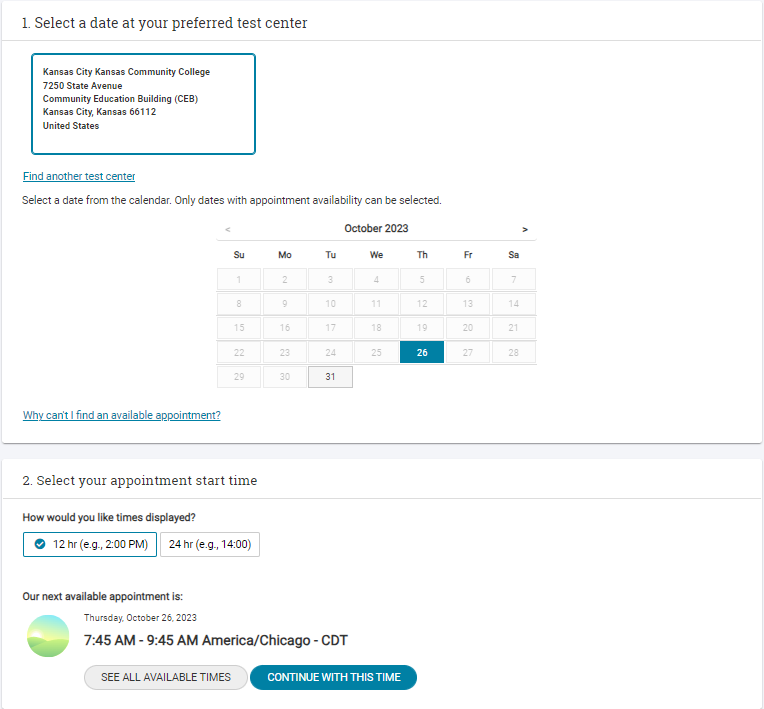 1. Select a date at your preferred test center
Kansas City Kansas Community College
7250 State Avenue
Community Education Building (CEB)
Kansas City, Kansas 66112
United States
Find another test center
Select a date from the calendar. Only dates with appointment availability can be selected.
< October 2023 >
Su Mo Tu We Th Fr Sa
1 2 3 4 5 6 7
8 9 10 11 12 13 14
15 16 17 18 19 20 21
22 23 24 25 26 27 28
29 30 31
Why can't I find an available appointment?
2. Select your appointment start time
How would you like times displayed?
12 hr (e.g., 2:00 PM) 24 hr (e.g., 14:00)
Our next available appointment is:
Thursday, October 26, 2023
7:45 AM - 9:45 AM America/Chicago - CDT
SEE ALL AVAILABLE TIMES CONTINUE WITH THIS TIME